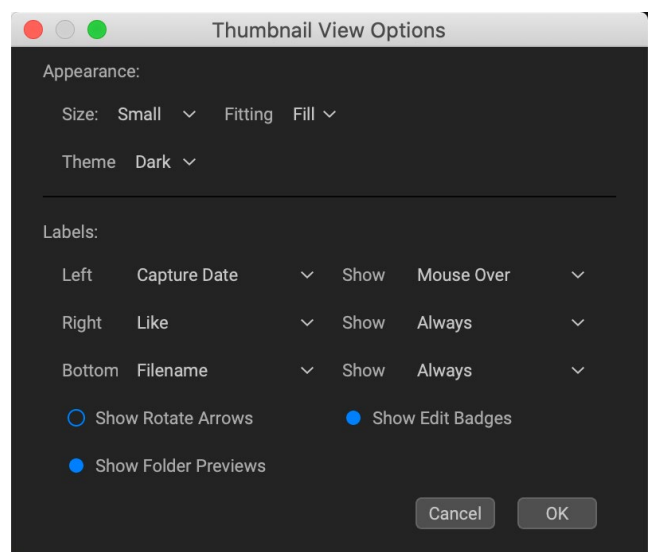 Thumbnail View Options
Appearance:
Size: Small Fitting Fill
Theme Dark
Labels:
Left Capture Date Show Mouse Over
Right Like Show Always
Bottom Filename Show Always
Show Rotate Arrows Show Edit Badges
Show Folder Previews
Cancel OK